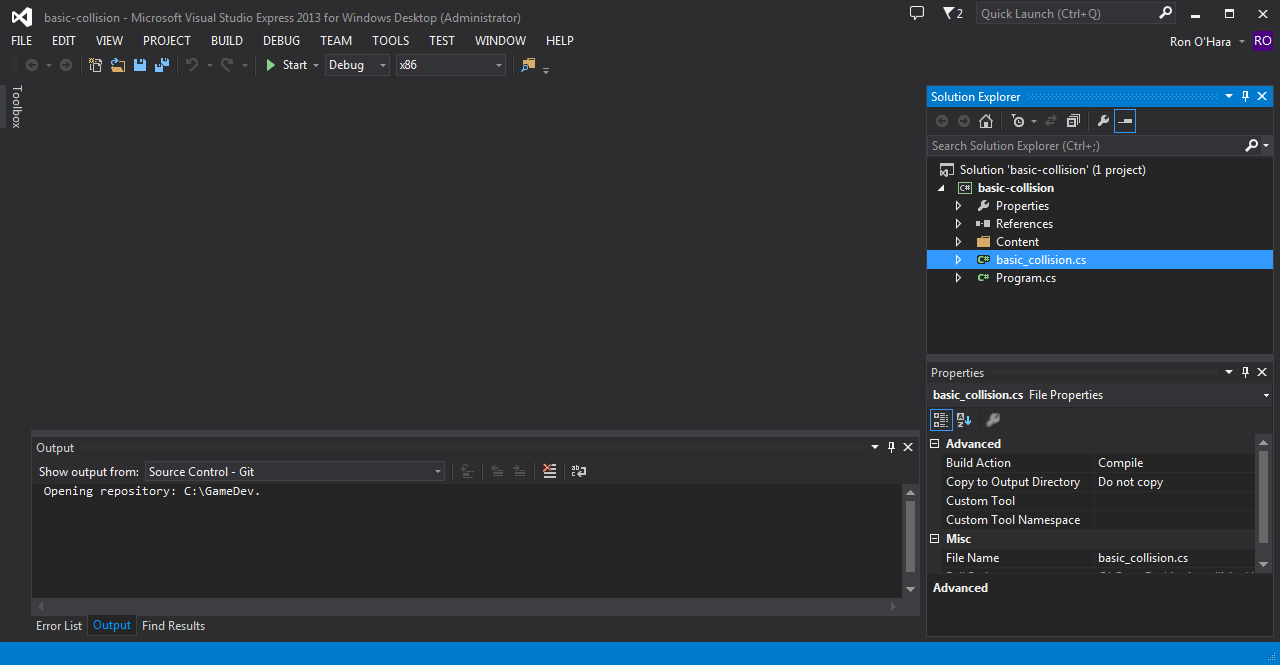 basic-collision - Microsoft Visual Studio Express 2013 for Windows Desktop (Administrator)
2
Quick Launch (Ctrl+Q)
FILE EDIT VIEW PROJECT BUILD DEBUG TEAM TOOLS TEST WINDOW HELP
Ron O'Hara RO
Start Debug x86
Toolbox
Solution Explorer
Search Solution Explorer (Ctrl+;)
Solution 'basic-collision' (1 project)
C# basic-collision
Properties
References
Content
C# basic_collision.cs
C# Program.cs
Properties
basic_collision.cs File Properties
Advanced
Build Action Compile
Copy to Output Directory Do not copy
Custom Tool
Custom Tool Namespace
Misc
File Name basic_collision.cs
Advanced
Output
Show output from: Source Control - Git
Opening repository: C:\GameDev.
Error List Output Find Results